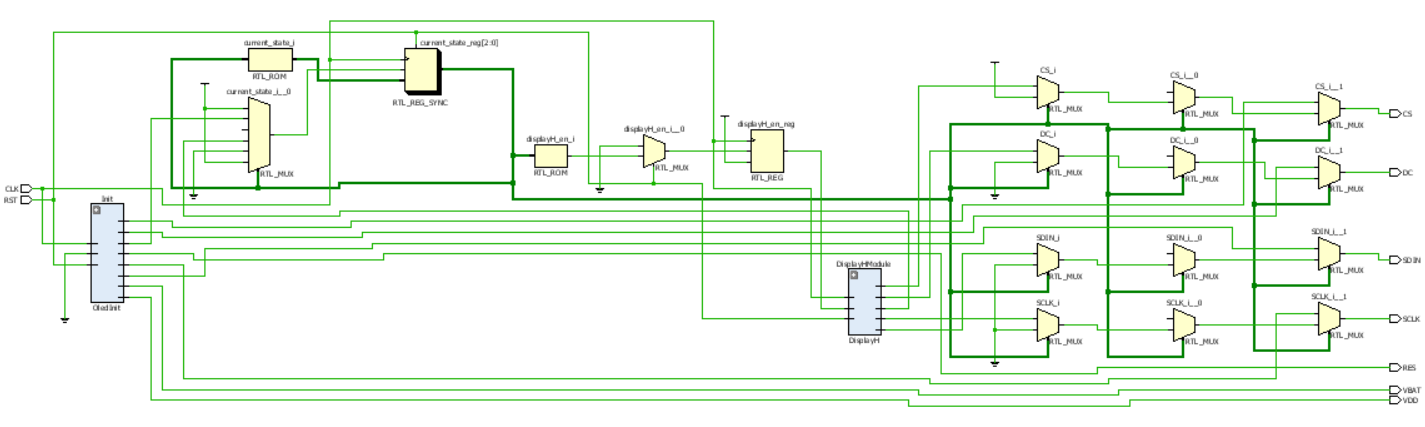 current_state_i
RTL_ROM
current_state_reg[2:0]
RTL_REG_SYNC
current_state_i__0
RTL_MUX
displayH_en_i
RTL_ROM
displayH_en_i__0
RTL_MUX
displayH_en_reg
RTL_REG
CS_i
RTL_MUX
CS_i__0
RTL_MUX
CS_i__1
RTL_MUX
CS
DC_i
RTL_MUX
DC_i__0
RTL_MUX
DC_i__1
RTL_MUX
DC
CLK
RST
Init
OledInit
DisplayHModule
DisplayH
SDIN_i
RTL_MUX
SDIN_i__0
RTL_MUX
SDIN_i__1
RTL_MUX
SDIN
SCLK_i
RTL_MUX
SCLK_i__0
RTL_MUX
SCLK_i__1
RTL_MUX
SCLK
RES
VBAT
VDD